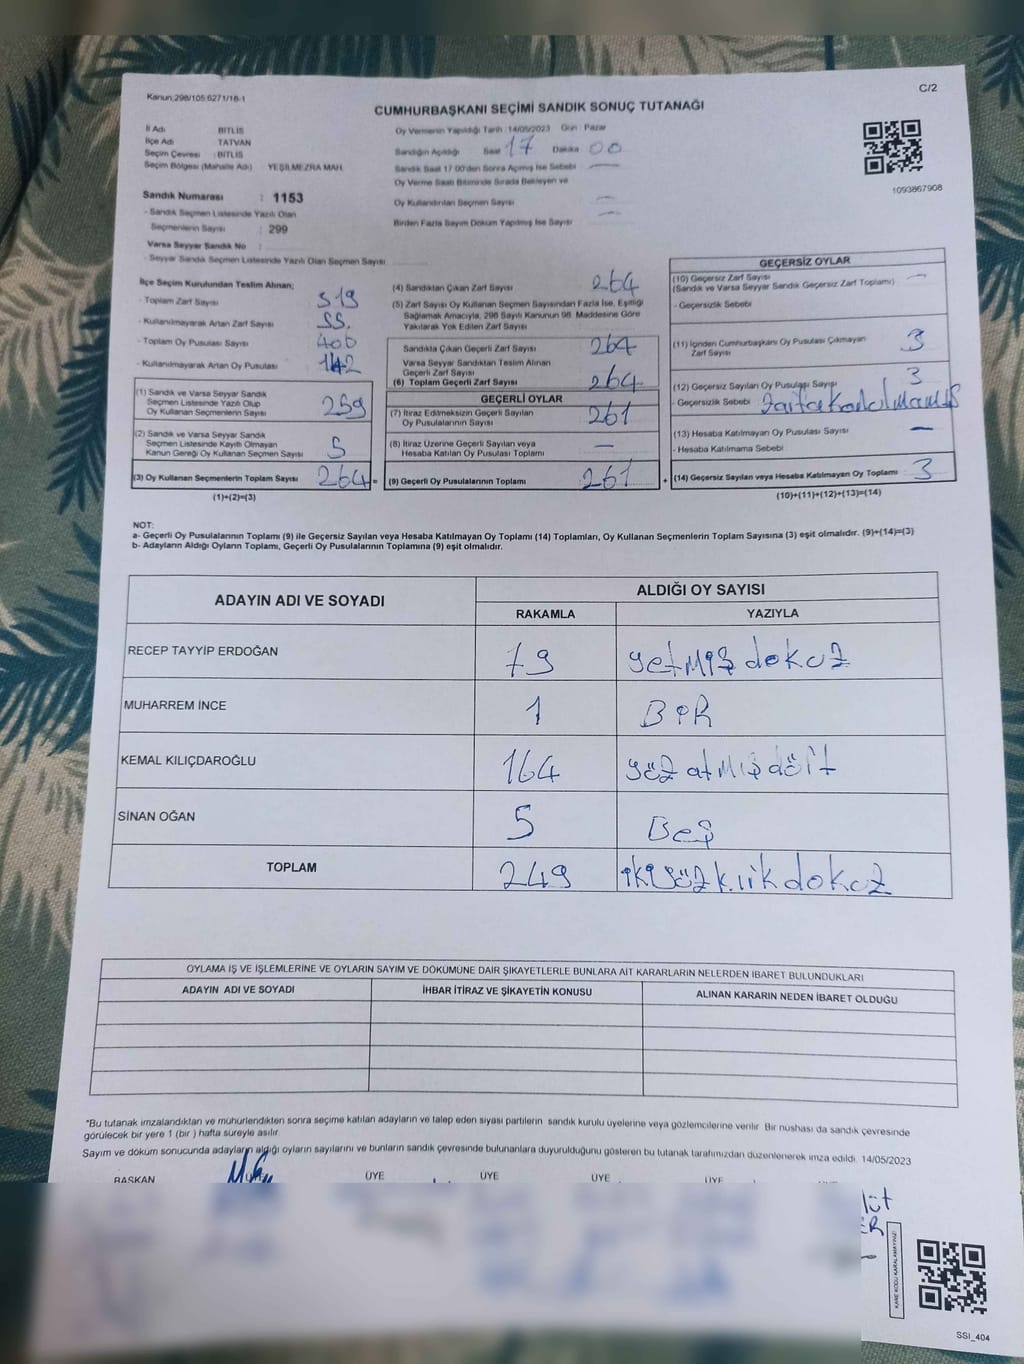 Kanun;298/105;6271/18-1
C/2
CUMHURBAŞKANI SEÇİMİ SANDIK SONUÇ TUTANAĞI
İl Adı BİTLİS
İlçe Adı TATVAN
Seçim Çevresi : BİTLİS
Seçim Bölgesi (Mahalle Adı) YEŞİLMEZRA MAH.
Oy Vermenin Yapıldığı Tarih : 14/05/2023 Gün : Pazar
Sandığın Açıldığı Saat 17 Dakika 00
Sandık Saat 17 00'den Sonra Açılmış İse Sebebi —
Oy Verme Saati Bitiminde Sırada Bekleyen ve
Oy Kullandırılan Seçmen Sayısı —
Birden Fazla Sayım Döküm Yapılmış İse Sayısı —
1093867908
Sandık Numarası : 1153
- Sandık Seçmen Listesinde Yazılı Olan
Seçmenlerin Sayısı : 299
Varsa Seyyar Sandık No :
- Seyyar Sandık Seçmen Listesinde Yazılı Olan Seçmen Sayısı
İlçe Seçim Kurulundan Teslim Alınan;
- Toplam Zarf Sayısı 319
- Kullanılmayarak Artan Zarf Sayısı 55.
- Toplam Oy Pusulası Sayısı
- Kullanılmayarak Artan Oy Pusulası
(1) Sandık ve Varsa Seyyar Sandık
Seçmen Listesinde Yazılı Olup
Oy Kullanan Seçmenlerin Sayısı 259
(2) Sandık ve Varsa Seyyar Sandık
Seçmen Listesinde Kayıtlı Olmayan
Kanun Gereği Oy Kullanan Seçmen Sayısı 5
(3) Oy Kullanan Seçmenlerin Toplam Sayısı 264 =
(1)+(2)=(3)
(4) Sandıktan Çıkan Zarf Sayısı 264
(5) Zarf Sayısı Oy Kullanan Seçmen Sayısından Fazla İse, Eşitliği
Sağlamak Amacıyla, 298 Sayılı Kanunun 98. Maddesine Göre
Yakılarak Yok Edilen Zarf Sayısı
Sandıkta Çıkan Geçerli Zarf Sayısı 264
Varsa Seyyar Sandıktan Teslim Alınan
Geçerli Zarf Sayısı
(6) Toplam Geçerli Zarf Sayısı 264
GEÇERLİ OYLAR
(7) İtiraz Edilmeksizin Geçerli Sayılan
Oy Pusulalarının Sayısı 261
(8) İtiraz Üzerine Geçerli Sayılan veya
Hesaba Katılan Oy Pusulası Toplamı —
(9) Geçerli Oy Pusulalarının Toplamı 261 +
GEÇERSİZ OYLAR
(10) Geçersiz Zarf Sayısı —
(Sandık ve Varsa Seyyar Sandık Geçersiz Zarf Toplamı)
- Geçersizlik Sebebi
(11) İçinden Cumhurbaşkanı Oy Pusulası Çıkmayan
Zarf Sayısı 3
(12) Geçersiz Sayılan Oy Pusulası Sayısı 3
- Geçersizlik Sebebi
(13) Hesaba Katılmayan Oy Pusulası Sayısı —
- Hesaba Katılmama Sebebi
(14) Geçersiz Sayılan veya Hesaba Katılmayan Oy Toplamı 3
(10)+(11)+(12)+(13)=(14)
NOT:
a- Geçerli Oy Pusulalarının Toplamı (9) ile Geçersiz Sayılan veya Hesaba Katılmayan Oy Toplamı (14) Toplamları, Oy Kullanan Seçmenlerin Toplam Sayısına (3) eşit olmalıdır. (9)+(14)=(3)
b- Adayların Aldığı Oyların Toplamı, Geçerli Oy Pusulalarının Toplamına (9) eşit olmalıdır.
ADAYIN ADI VE SOYADI ALDIĞI OY SAYISI
RAKAMLA YAZIYLA
RECEP TAYYİP ERDOĞAN 79 yetmiş dokuz
MUHARREM İNCE 1 BİR
KEMAL KILIÇDAROĞLU 164 yüz atmış dört
SİNAN OĞAN 5 Beş
TOPLAM 249 ikiyüz kırk dokuz
OYLAMA İŞ VE İŞLEMLERİNE VE OYLARIN SAYIM VE DÖKÜMÜNE DAİR ŞİKAYETLERLE BUNLARA AİT KARARLARIN NELERDEN İBARET BULUNDUKLARI
ADAYIN ADI VE SOYADI İHBAR İTİRAZ VE ŞİKAYETİN KONUSU ALINAN KARARIN NEDEN İBARET OLDUĞU
*Bu tutanak imzalandıktan ve mühürlendikten sonra seçime katılan adayların ve talep eden siyasi partilerin sandık kurulu üyelerine veya gözlemcilerine verilir. Bir nüshası da sandık çevresinde
görülecek bir yere 1 (bir) hafta süreyle asılır.
Sayım ve döküm sonucunda adayların aldığı oyların sayılarını ve bunların sandık çevresinde bulunanlara duyurulduğunu gösteren bu tutanak tarafımızdan düzenlenerek imza edildi. 14/05/2023
BAŞKAN ÜYE ÜYE ÜYE ÜYE ÜYE
KARE KODU KARALAMAYINIZ!
SSI_404